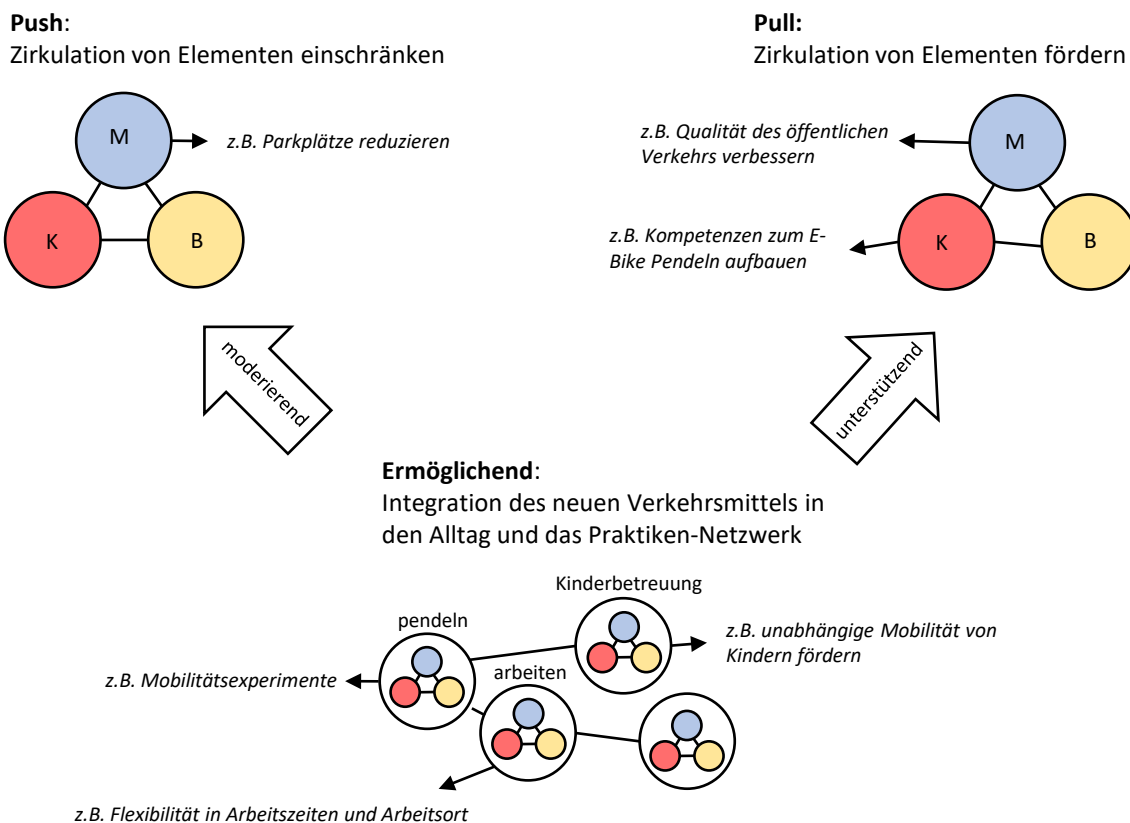 Push:
Zirkulation von Elementen einschränken
M
z.B. Parkplätze reduzieren
K
B
Pull:
Zirkulation von Elementen fördern
z.B. Qualität des öffentlichen
Verkehrs verbessern
M
z.B. Kompetenzen zum E-
Bike Pendeln aufbauen
K
B
moderierend
unterstützend
Ermöglichend:
Integration des neuen Verkehrsmittels in
den Alltag und das Praktiken-Netzwerk
Kinderbetreuung
pendeln
z.B. unabhängige Mobilität von
Kindern fördern
arbeiten
z.B. Mobilitätsexperimente
z.B. Flexibilität in Arbeitszeiten und Arbeitsort